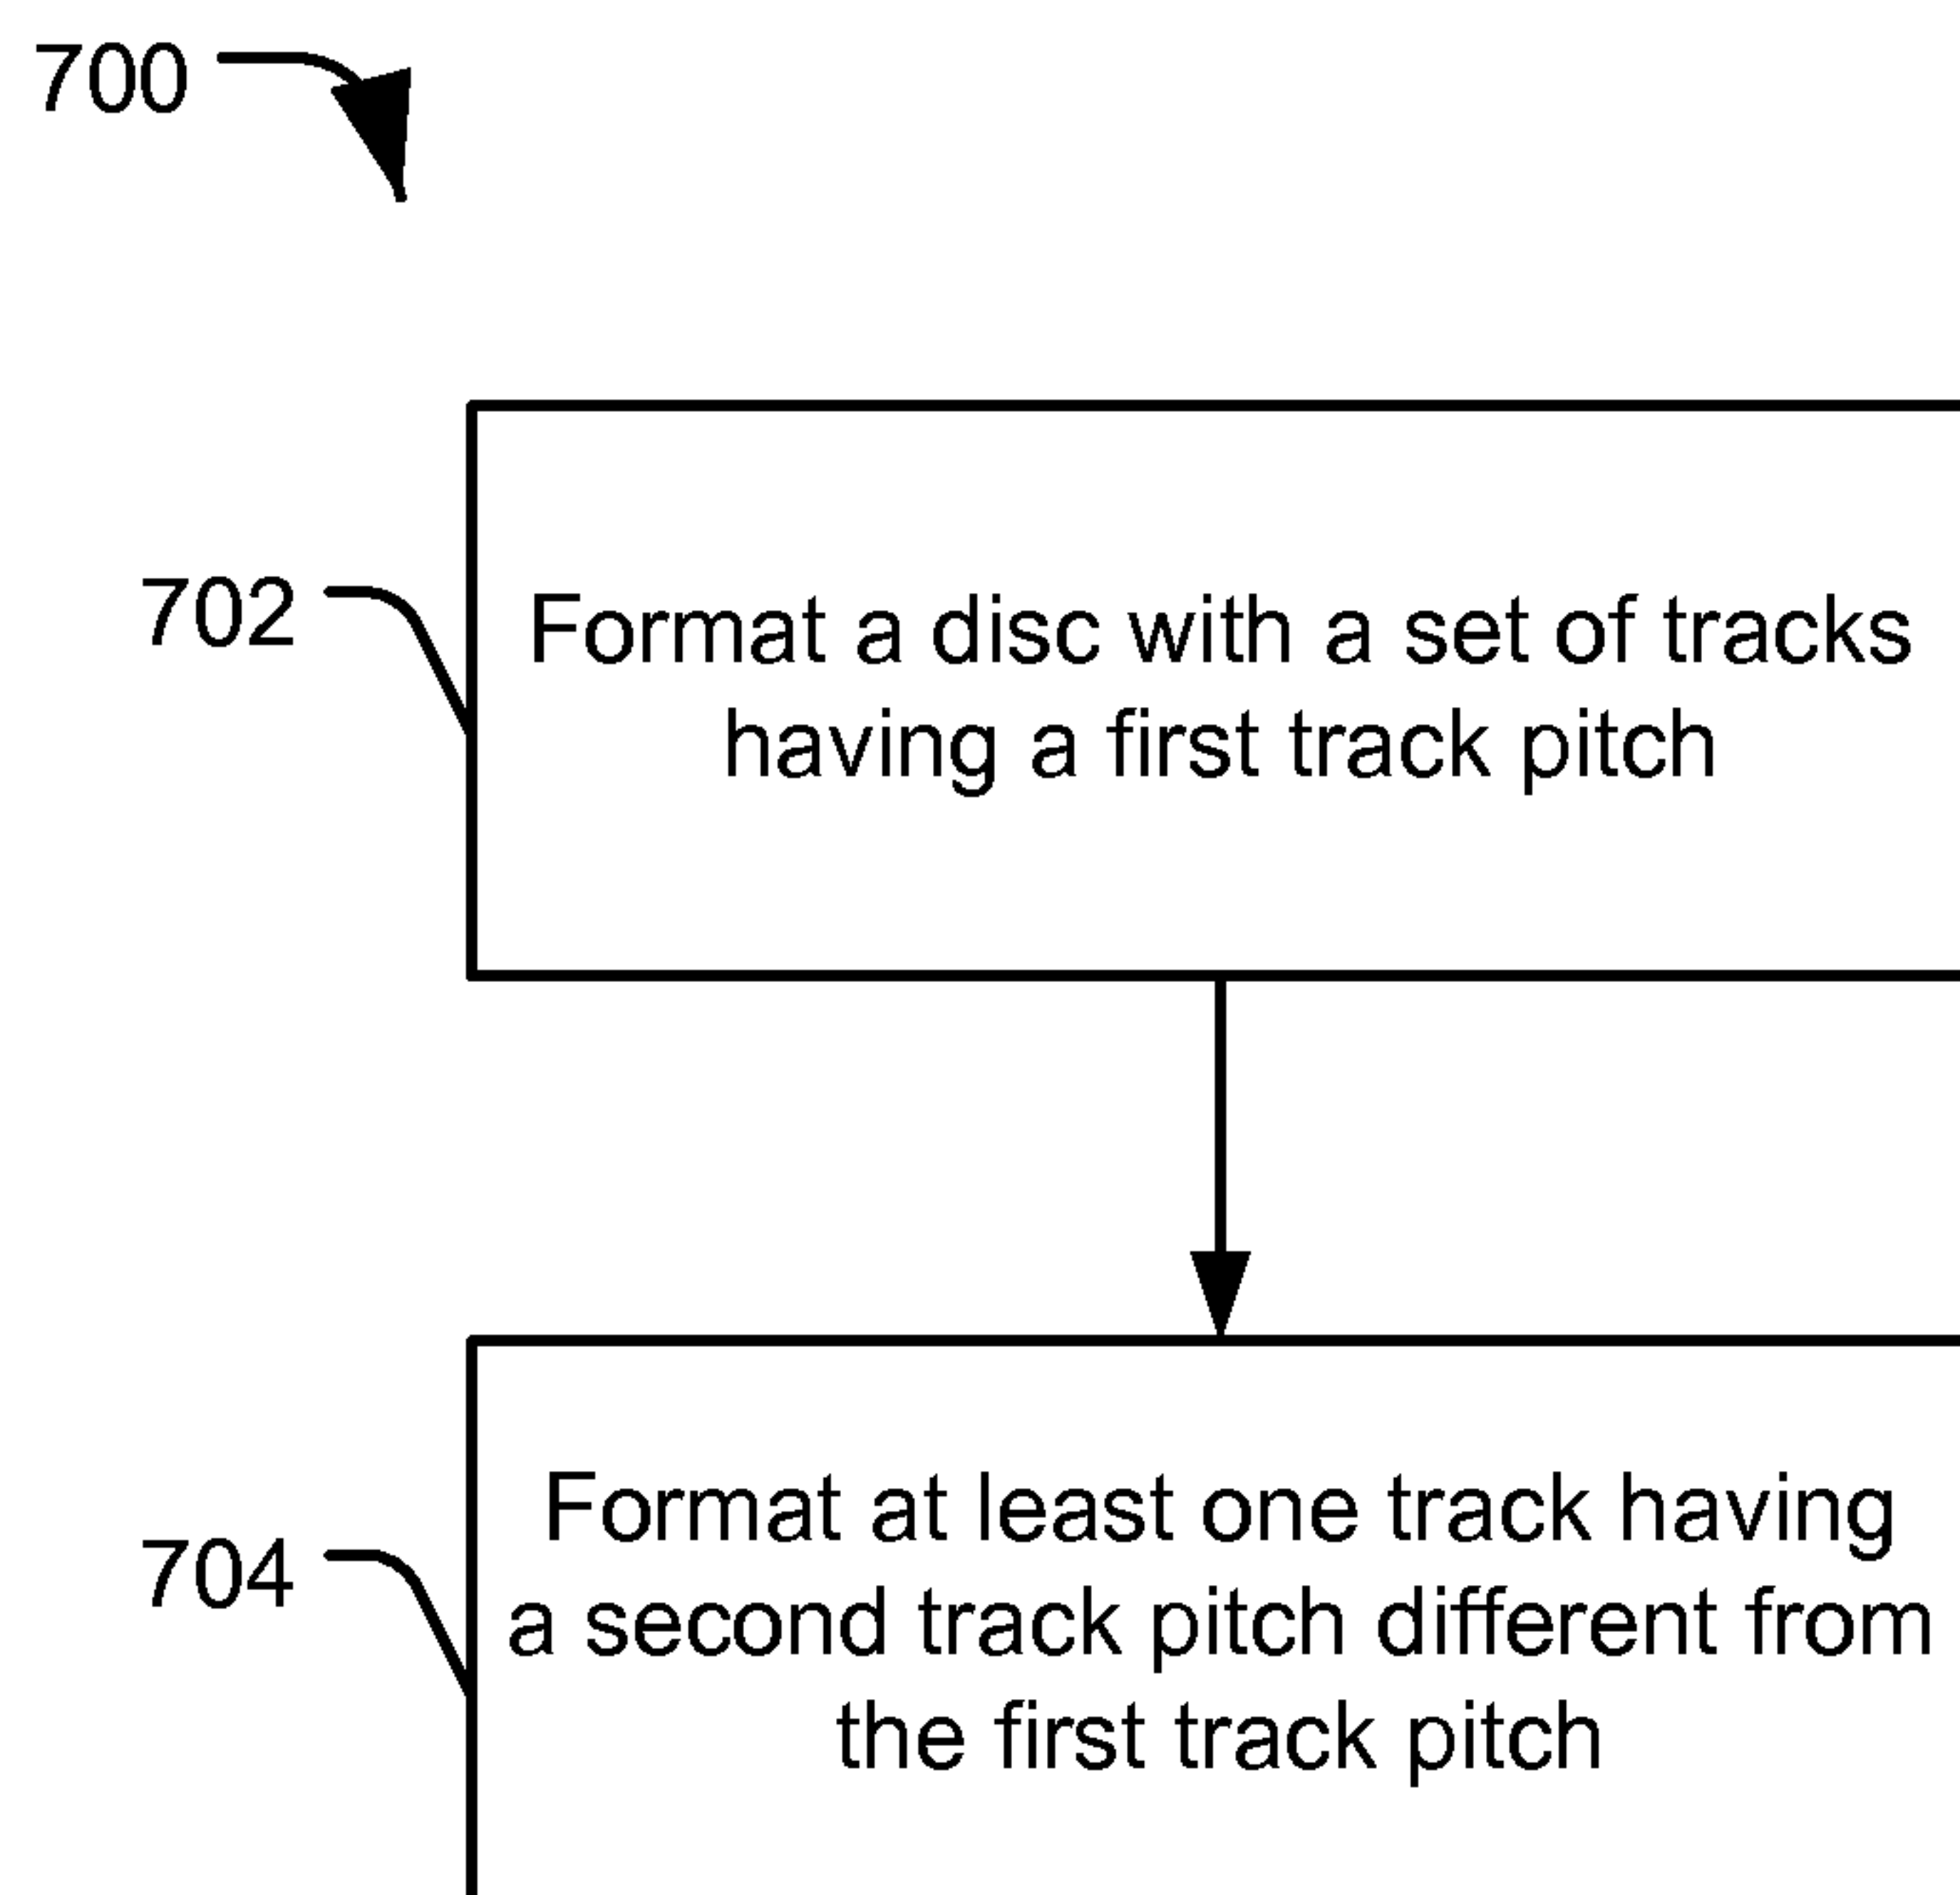 700
702
Format a disc with a set of tracks
having a first track pitch
704
Format at least one track having
a second track pitch different from
the first track pitch